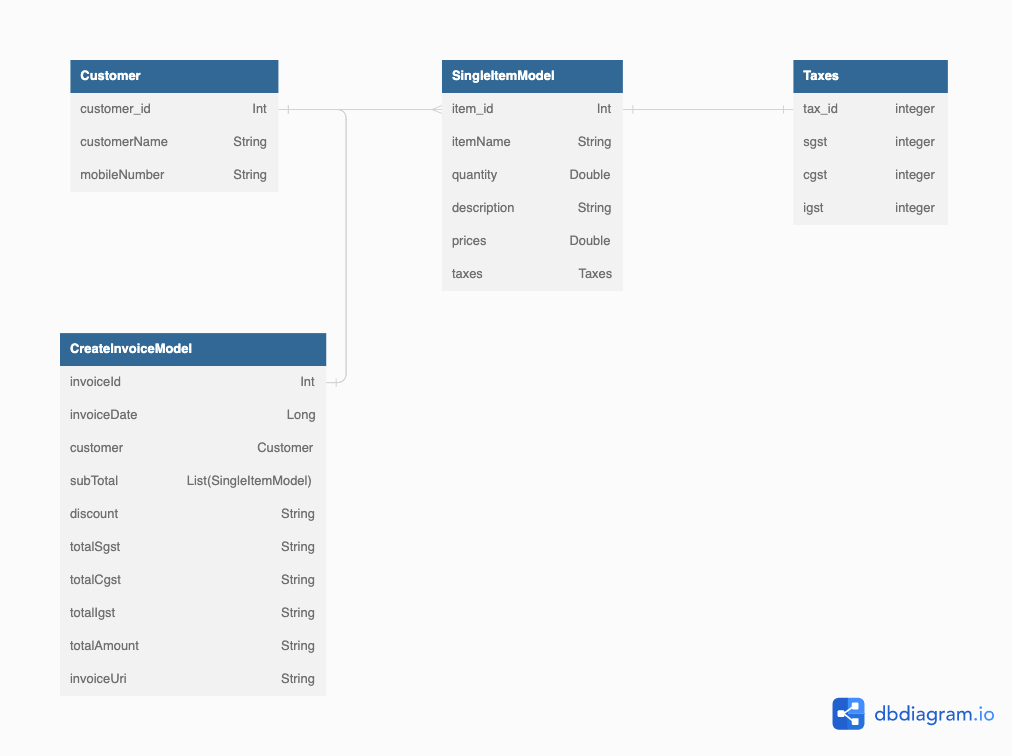 Customer
customer_id Int
customerName String
mobileNumber String
SingleItemModel
item_id Int
itemName String
quantity Double
description String
prices Double
taxes Taxes
Taxes
tax_id integer
sgst integer
cgst integer
igst integer
CreateInvoiceModel
invoiceId Int
invoiceDate Long
customer Customer
subTotal List(SingleItemModel)
discount String
totalSgst String
totalCgst String
totalIgst String
totalAmount String
invoiceUri String
dbdiagram.io